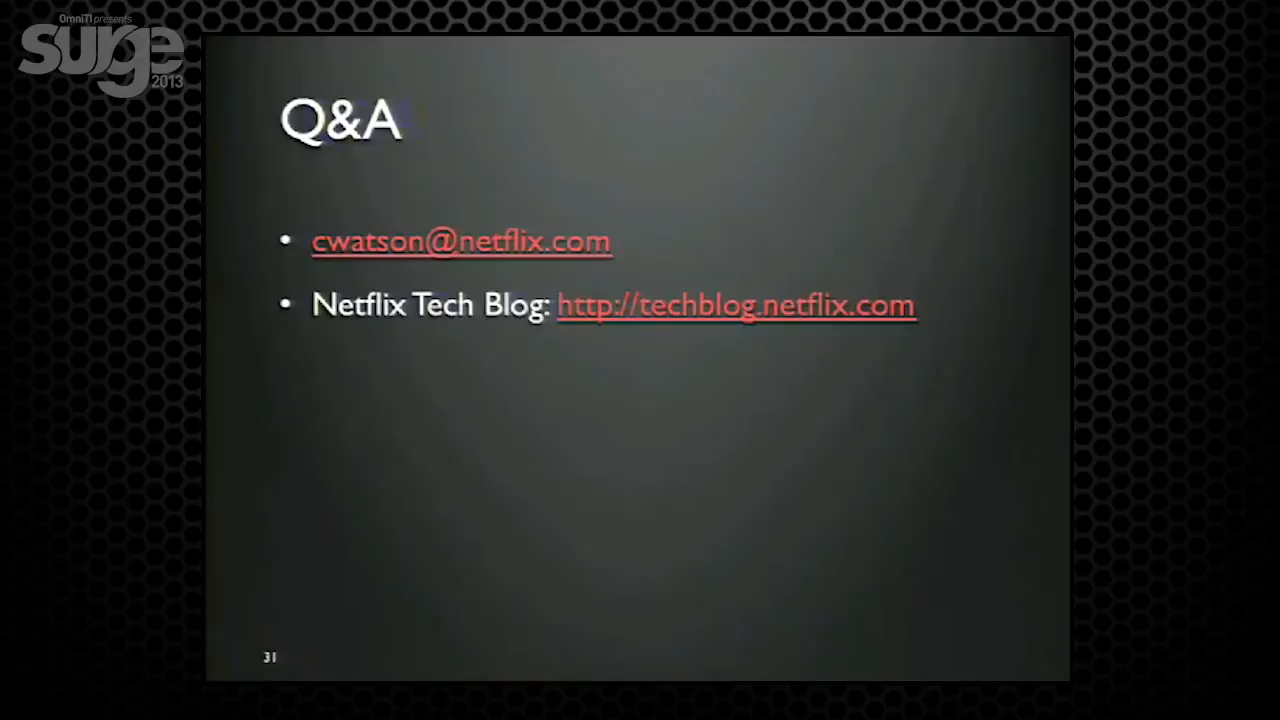 OmniTI presents
surge
2013
Q&A
• cwatson@netflix.com
• Netflix Tech Blog: http://techblog.netflix.com
31